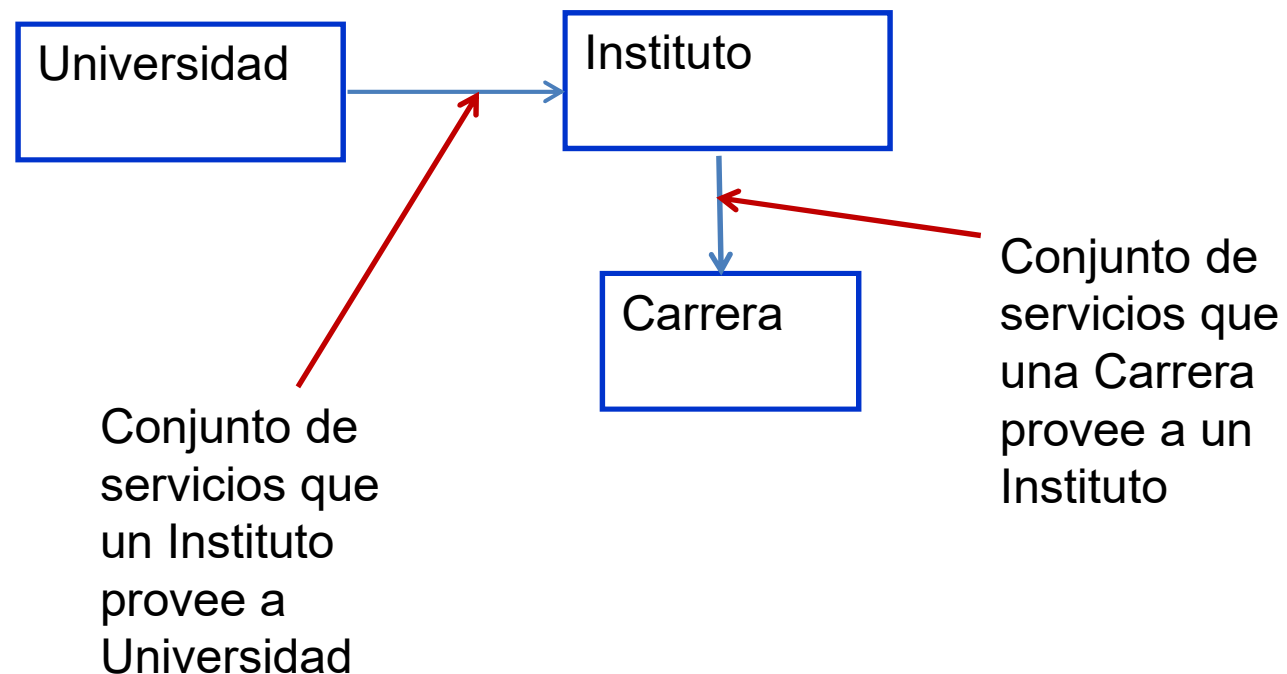 Universidad
Instituto
Carrera
Conjunto de
servicios que
una Carrera
provee a un
Instituto
Conjunto de
servicios que
un Instituto
provee a
Universidad